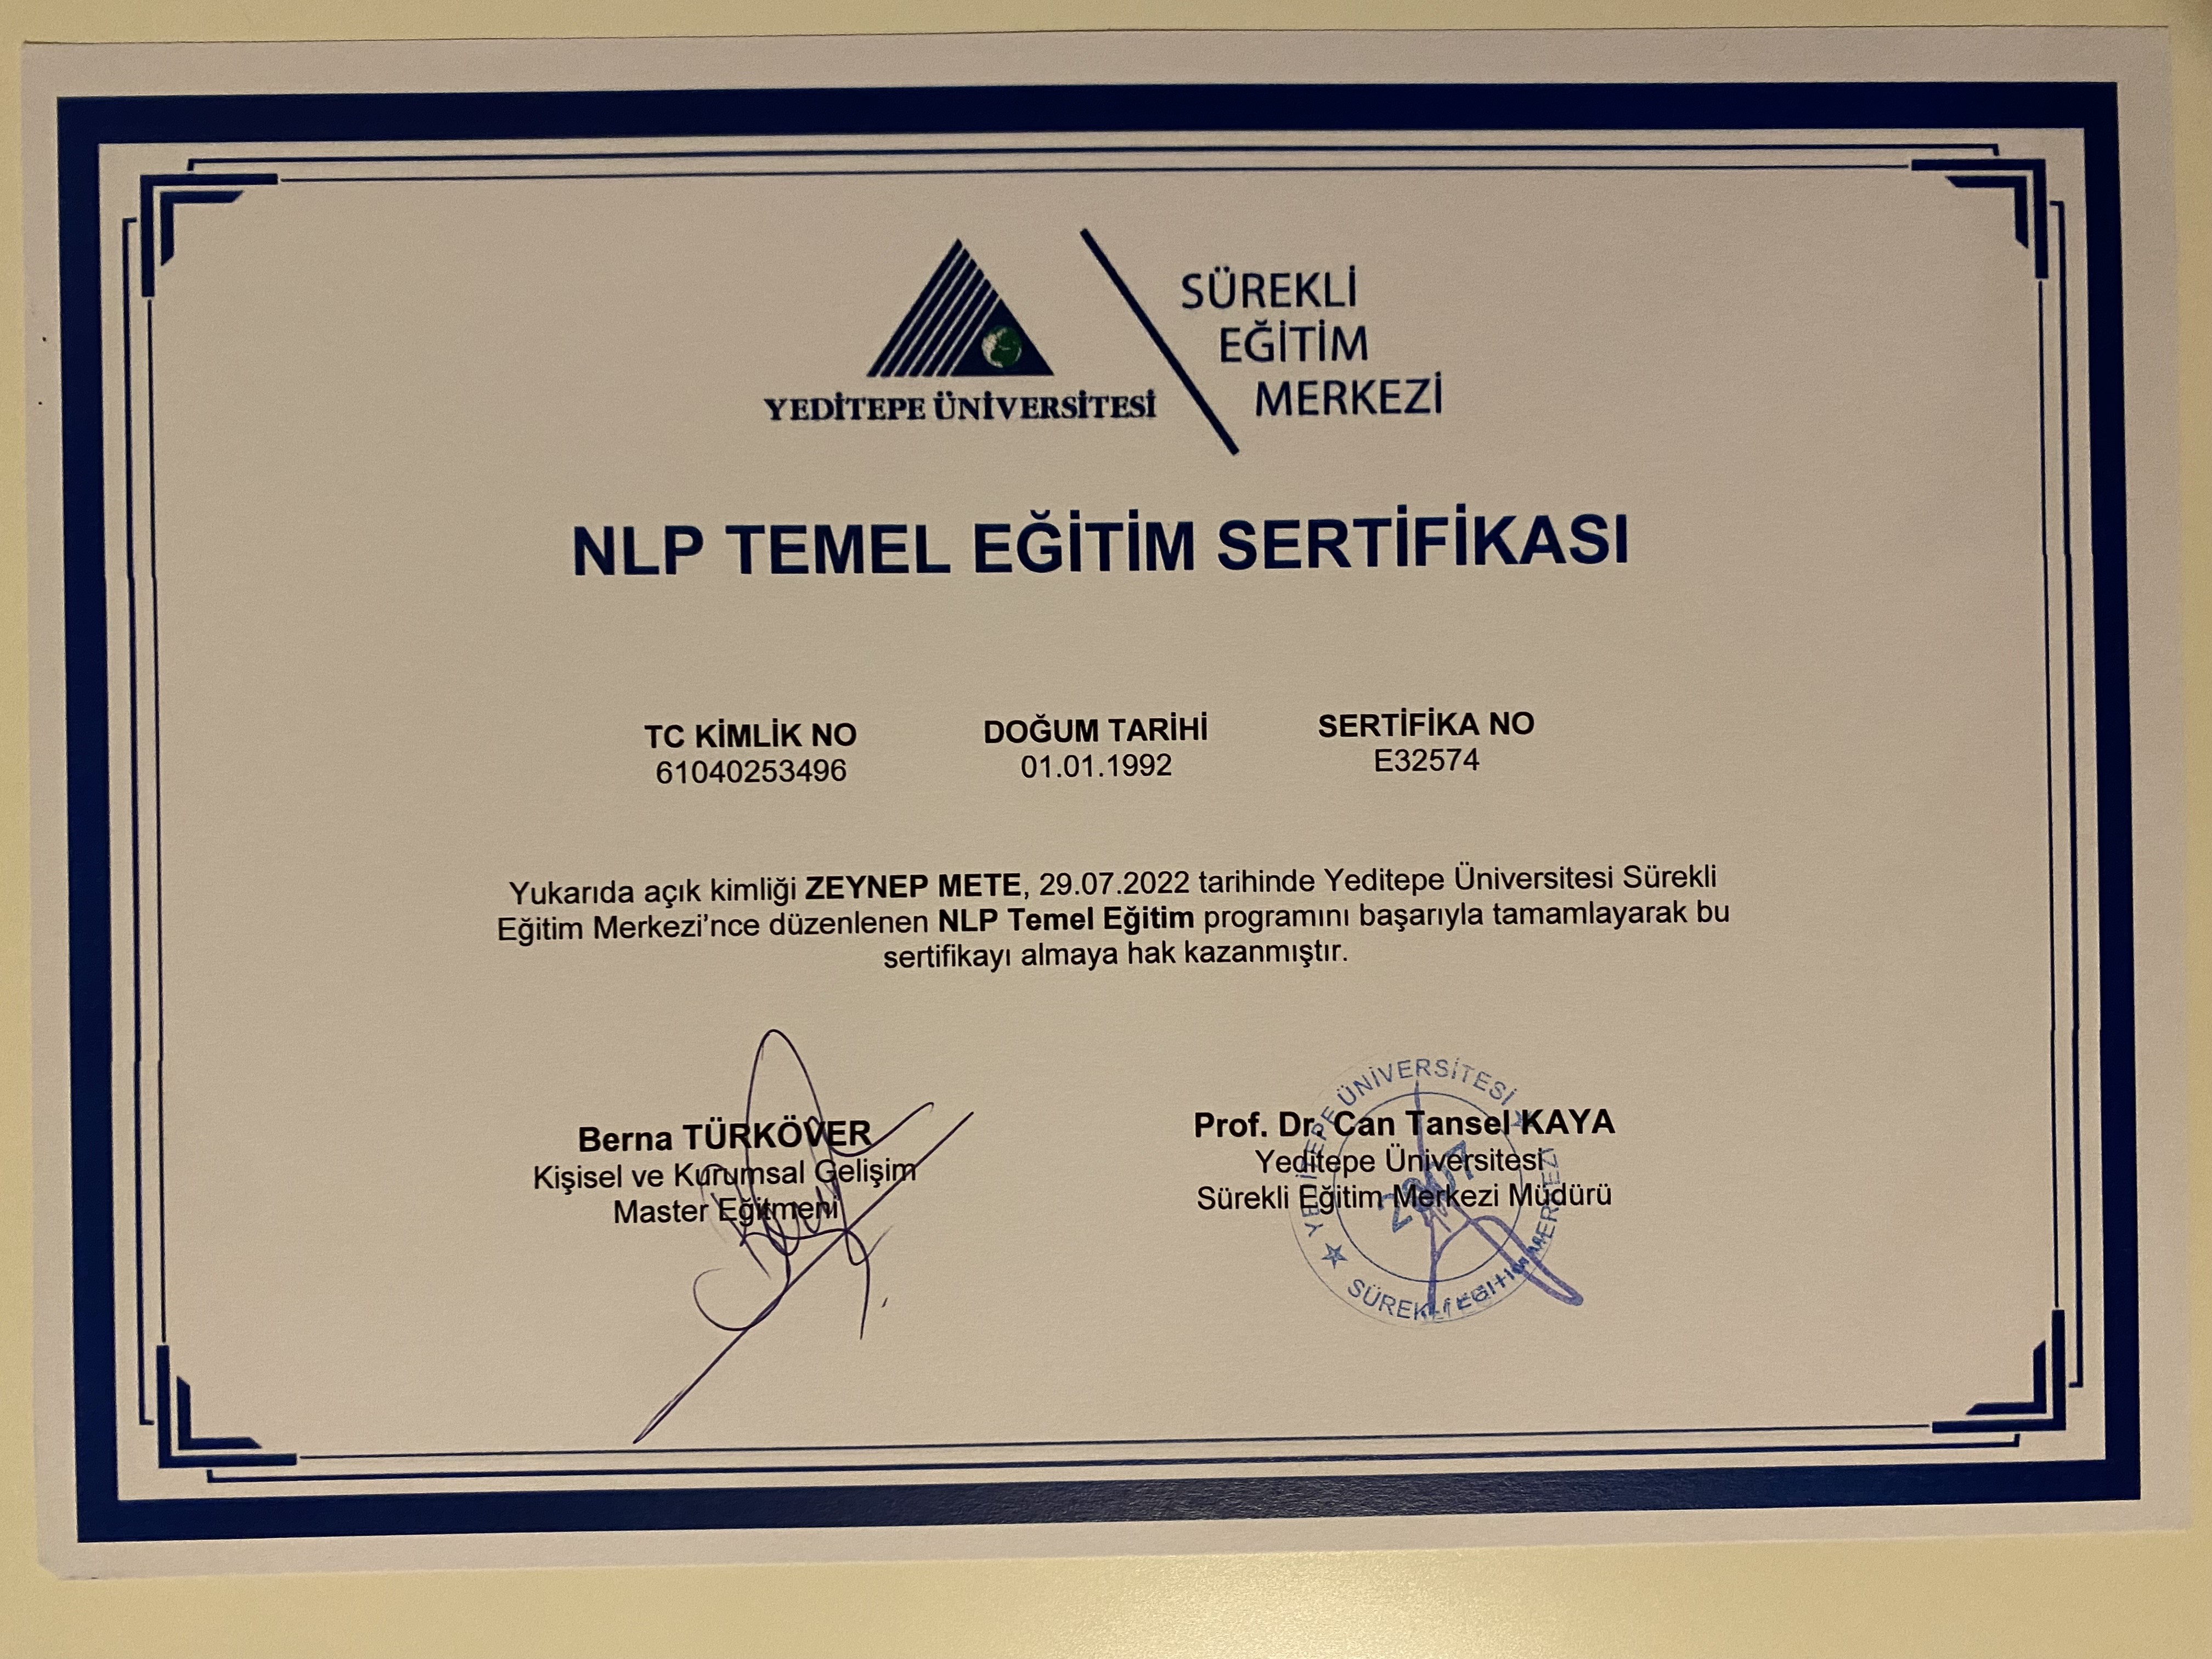 YEDİTEPE ÜNİVERSİTESİ
SÜREKLİ
EĞİTİM
MERKEZİ
NLP TEMEL EĞİTİM SERTİFİKASI
TC KİMLİK NO
61040253496
DOĞUM TARİHİ
01.01.1992
SERTİFİKA NO
E32574
Yukarıda açık kimliği ZEYNEP METE, 29.07.2022 tarihinde Yeditepe Üniversitesi Sürekli
Eğitim Merkezi’nce düzenlenen NLP Temel Eğitim programını başarıyla tamamlayarak bu
sertifikayı almaya hak kazanmıştır.
Berna TÜRKÖVER
Kişisel ve Kurumsal Gelişim
Master Eğitmeni
Prof. Dr. Can Tansel KAYA
Yeditepe Üniversitesi
Sürekli Eğitim Merkezi Müdürü
YEDİTEPE ÜNİVERSİTESİ
SÜREKLİ EĞİTİM MERKEZİ
2007